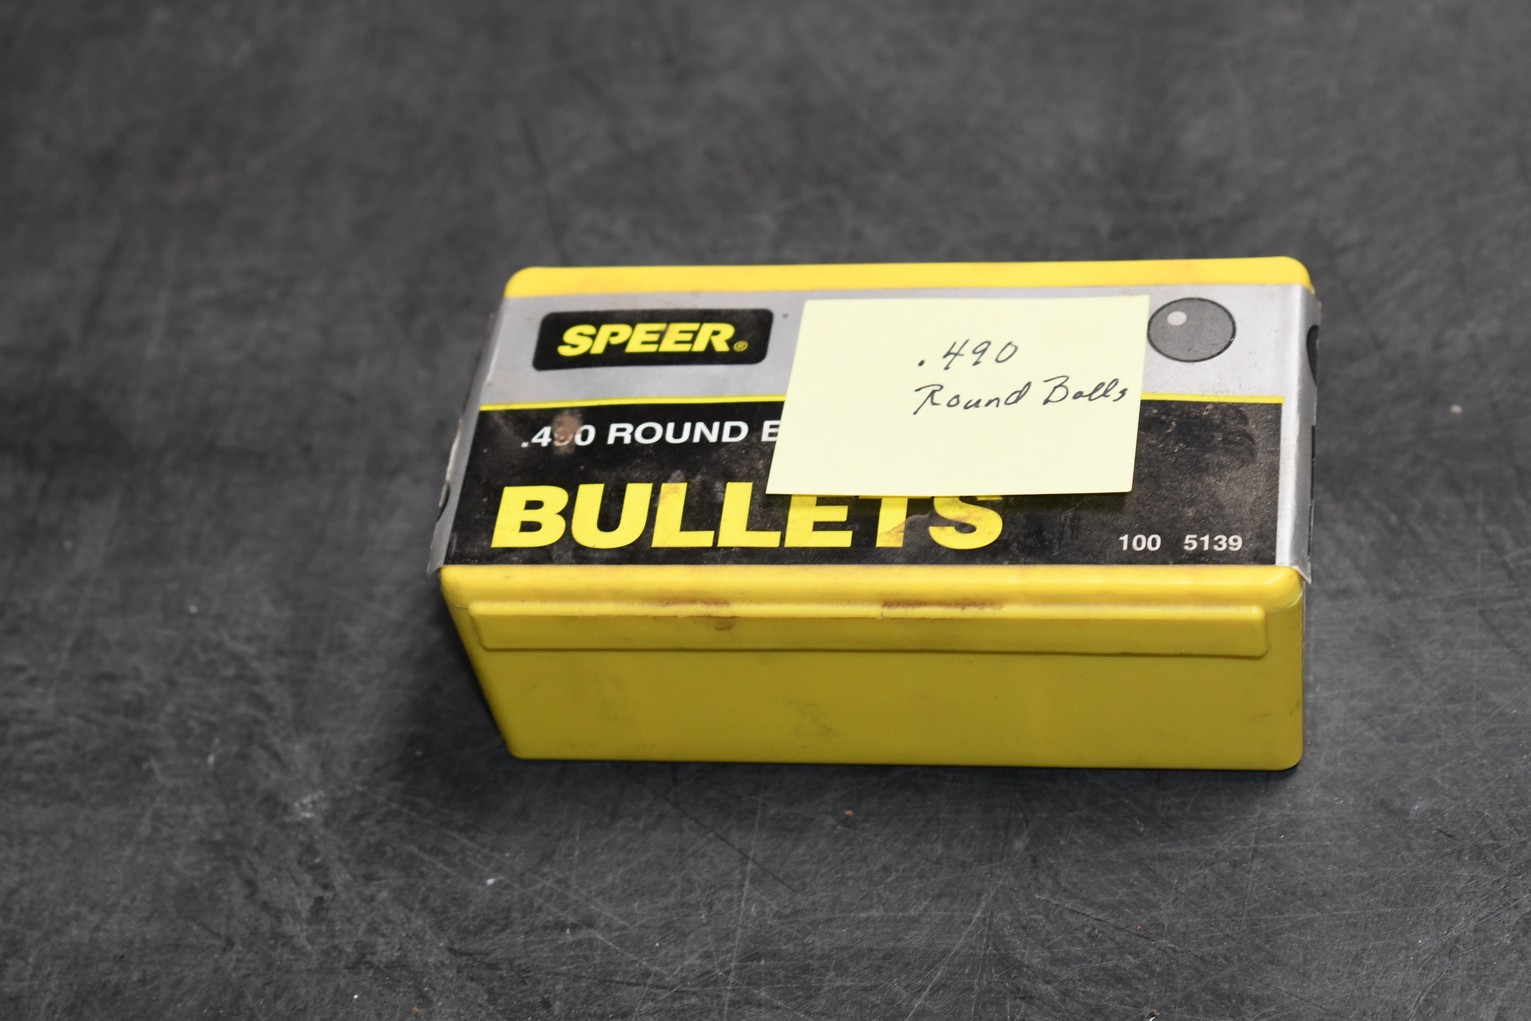 SPEER®
.490
Round Balls
.490 ROUND B
BULLETS
100 5139